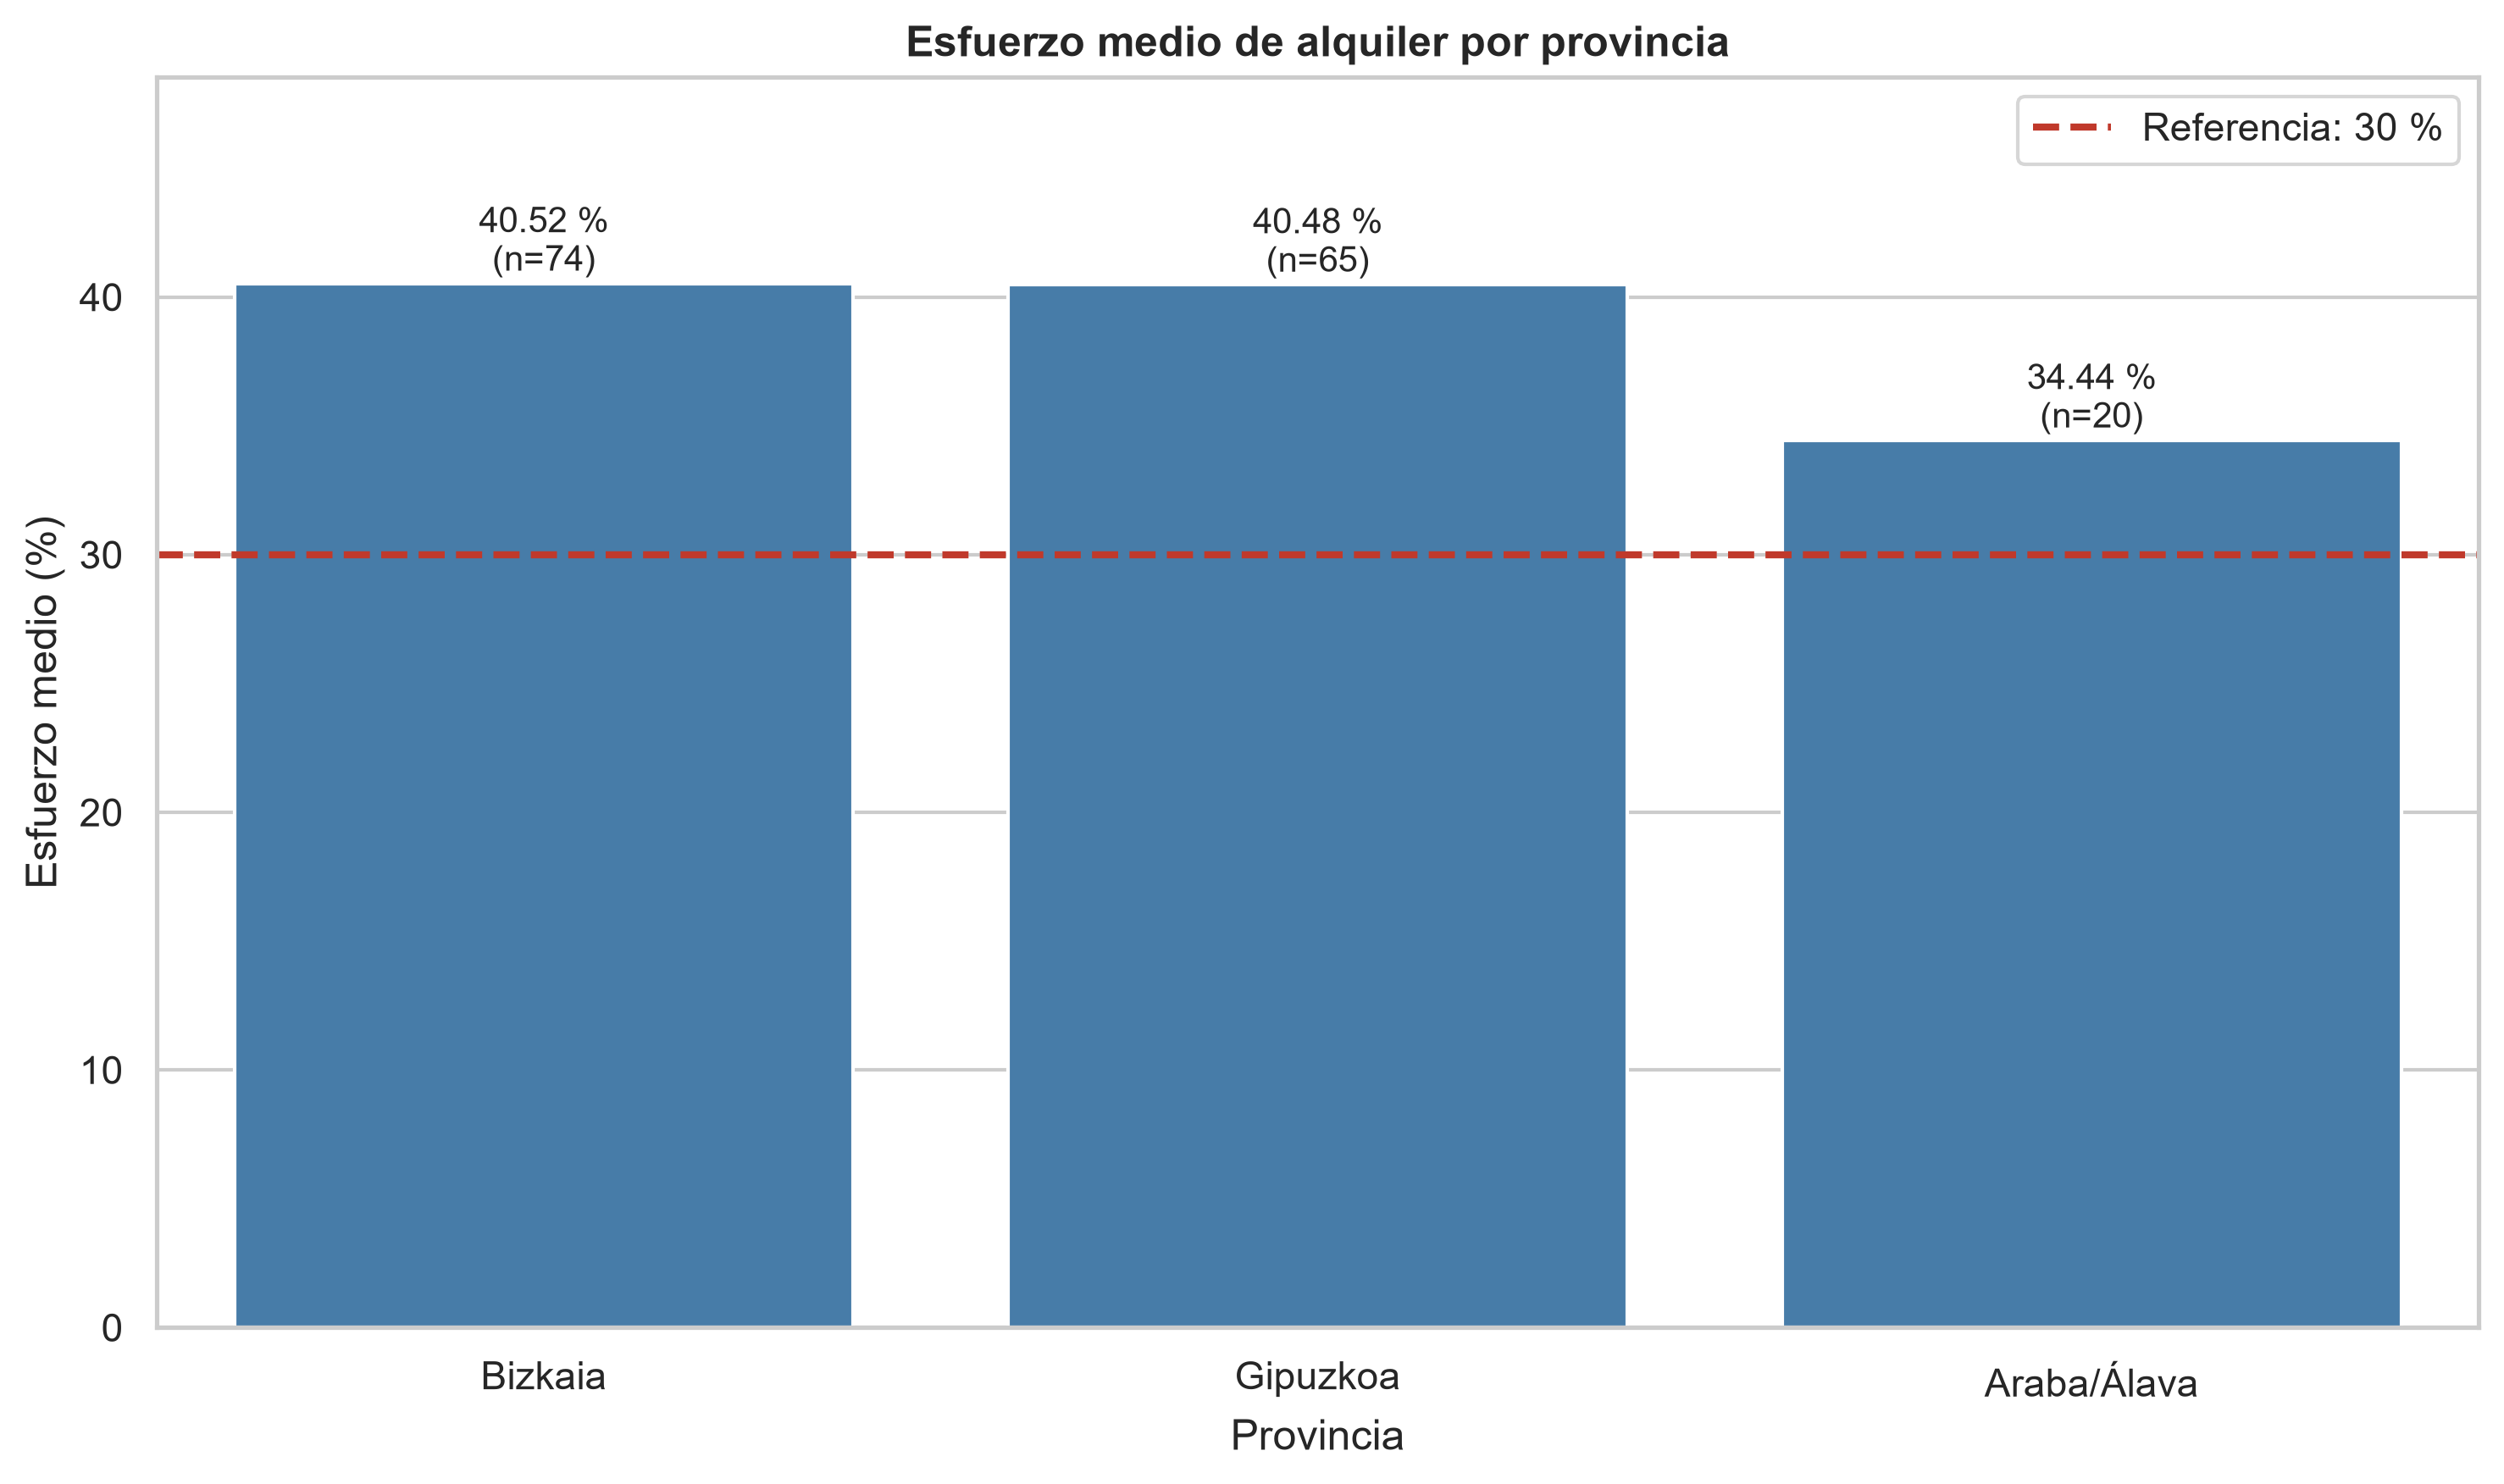 Esfuerzo medio de alquiler por provincia
Referencia: 30 %
40.52 %
(n=74)
40.48 %
(n=65)
34.44 %
(n=20)
Esfuerzo medio (%)
40
30
20
10
0
Bizkaia
Gipuzkoa
Araba/Álava
Provincia